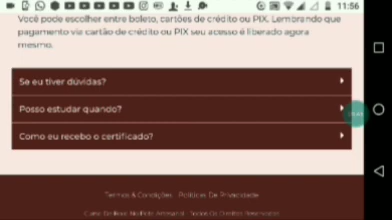 11:56
Você pode escolher entre boleto, cartões de crédito ou PIX. Lembrando que
pagamento via cartão de crédito ou PIX seu acesso é liberado agora
mesmo.
Se eu tiver dúvidas?
Posso estudar quando?
Como eu recebo o certificado?
Termos & Condições Políticas De Privacidade